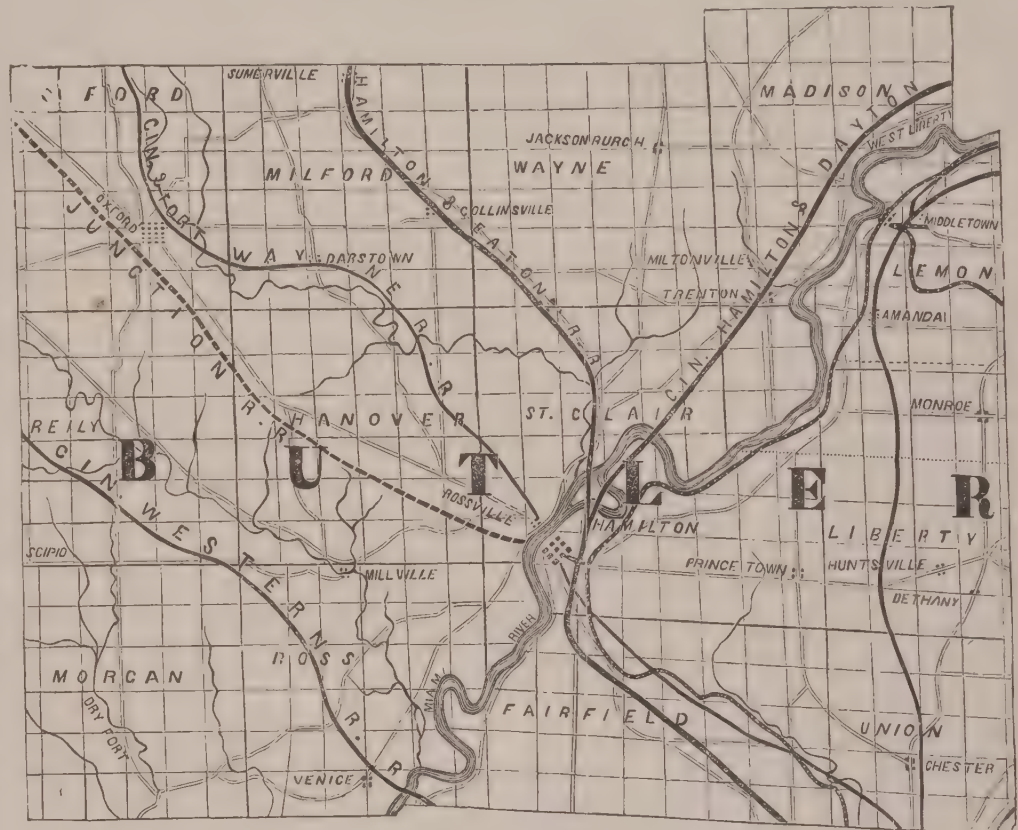 MADISON
WEST LIBERTY
SUMERVILLE
FORD
HAMILTON & EATON R.R.
JACKSONBURGH.
WAYNE
MILFORD
COLLINSVILLE
OXFORD
CIN & FORT WAYNE R.R.
JUNCTION R.R.
DARSTOWN
MIDDLETOWN
MILTONVILLE
LEMON
TRENTON
CIN. HAMILTON & DAYTON
AMANDA
HANOVER
ST. CLAIR
MONROE
REILY
BUTLER
ROSSVILLE
HAMILTON
LIBERTY
CIN WESTERN R.R.
SCIPIO
MILLVILLE
PRINCE TOWN
HUNTSVILLE
BETHANY
RIVER
ROSS
MORGAN
MIAMI
FAIRFIELD
UNION
DRY FORT
VENICE
CHESTER